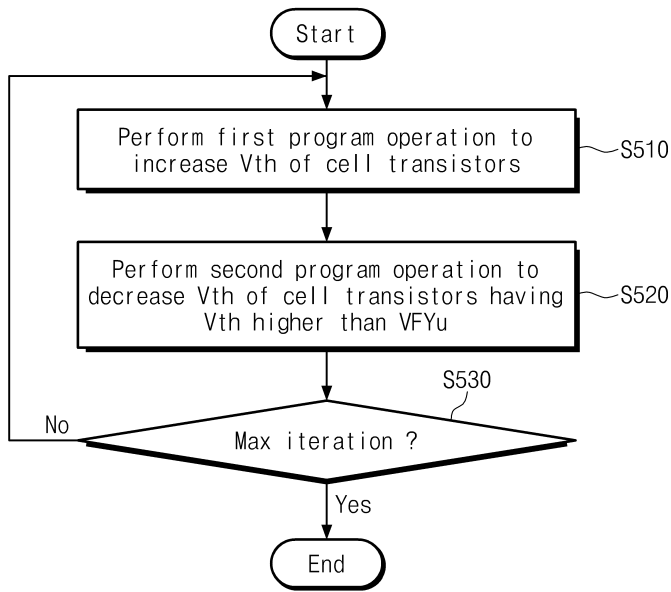 Start
Perform first program operation to
increase Vth of cell transistors
S510
Perform second program operation to
decrease Vth of cell transistors having
Vth higher than VFYu
S520
S530
No
Max iteration ?
Yes
End